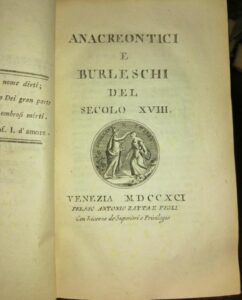 nome dirti;
Dei gran parte
ombrosi mirti.
I. d'amore.
ANACREONTICI
E
BURLESCHI
DEL
SECOLO XVIII.
VENEZIA MDCCXCI
PRESSO ANTONIO ZATTA E FIGLI
Con Licenza de' Superiori e Privilegio